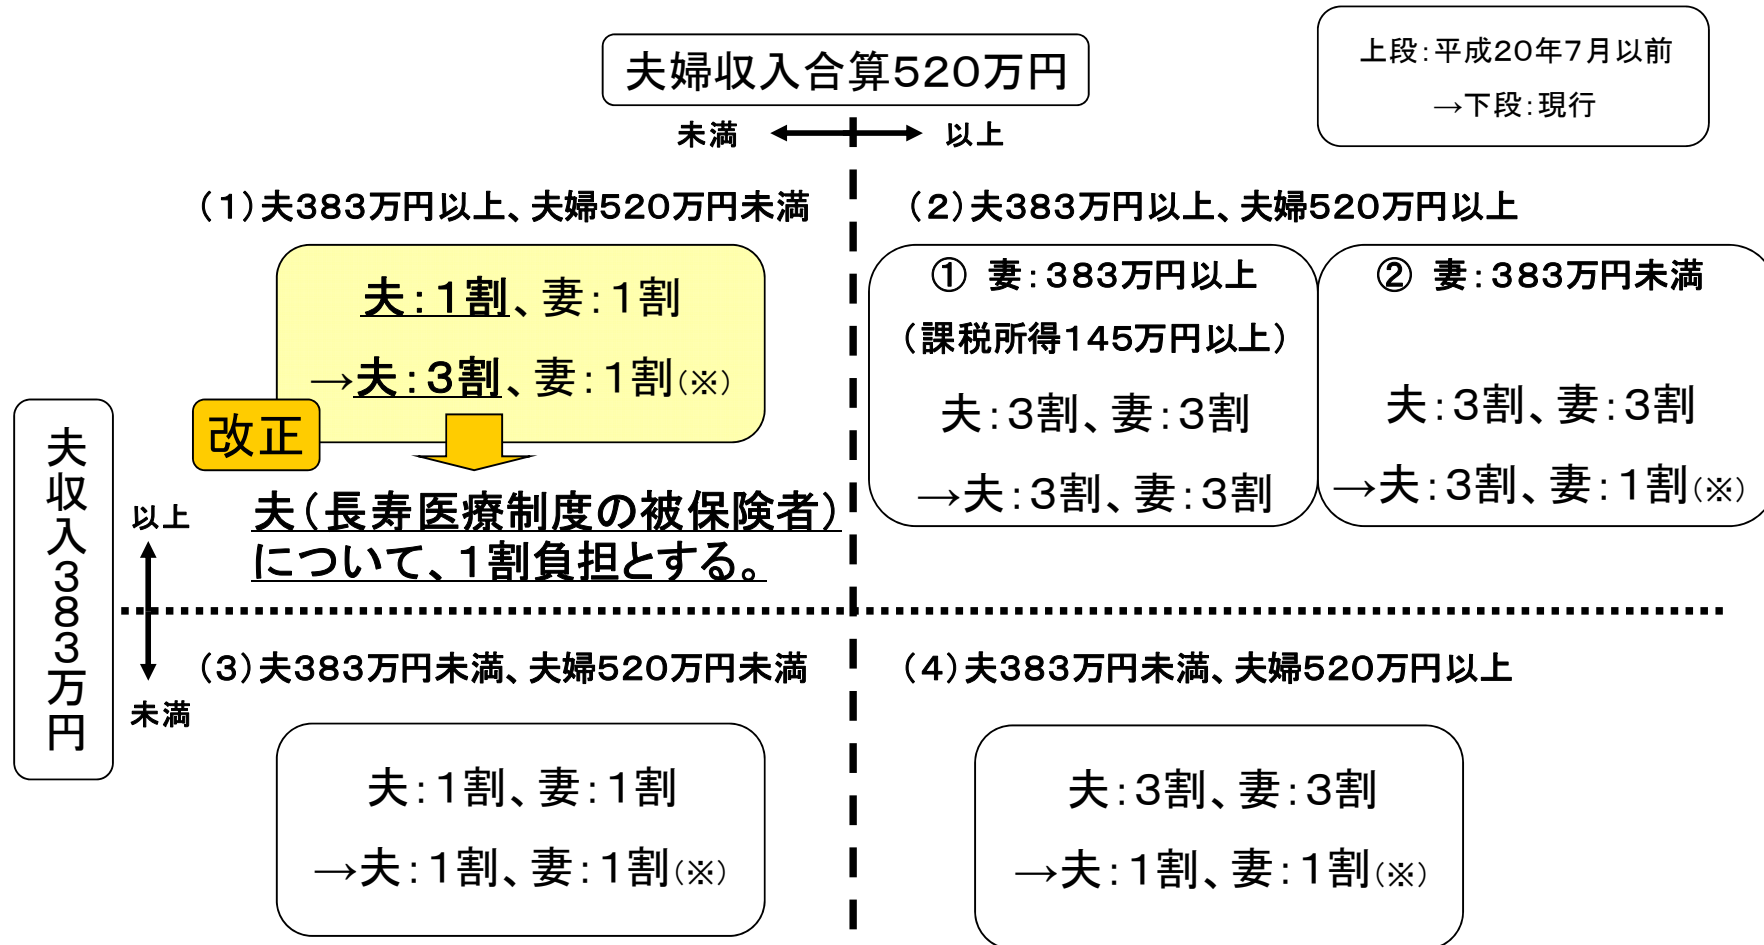 夫婦収入合算520万円
上段:平成20年7月以前
→下段:現行
未満
以上
(1)夫383万円以上、夫婦520万円未満
夫:1割、妻:1割
→夫:3割、妻:1割(※)
改正
夫(長寿医療制度の被保険者)
について、1割負担とする。
(2)夫383万円以上、夫婦520万円以上
① 妻:383万円以上
(課税所得145万円以上)
夫:3割、妻:3割
→夫:3割、妻:3割
② 妻:383万円未満
夫:3割、妻:3割
→夫:3割、妻:1割(※)
夫収入383万円
以上
未満
(3)夫383万円未満、夫婦520万円未満
夫:1割、妻:1割
→夫:1割、妻:1割(※)
(4)夫383万円未満、夫婦520万円以上
夫:3割、妻:3割
→夫:1割、妻:1割(※)